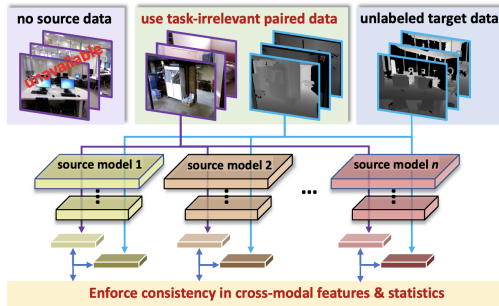 no source data
use task-irrelevant paired data
unlabeled target data
unavailable
source model 1
source model 2
...
source model n
Enforce consistency in cross-modal features & statistics